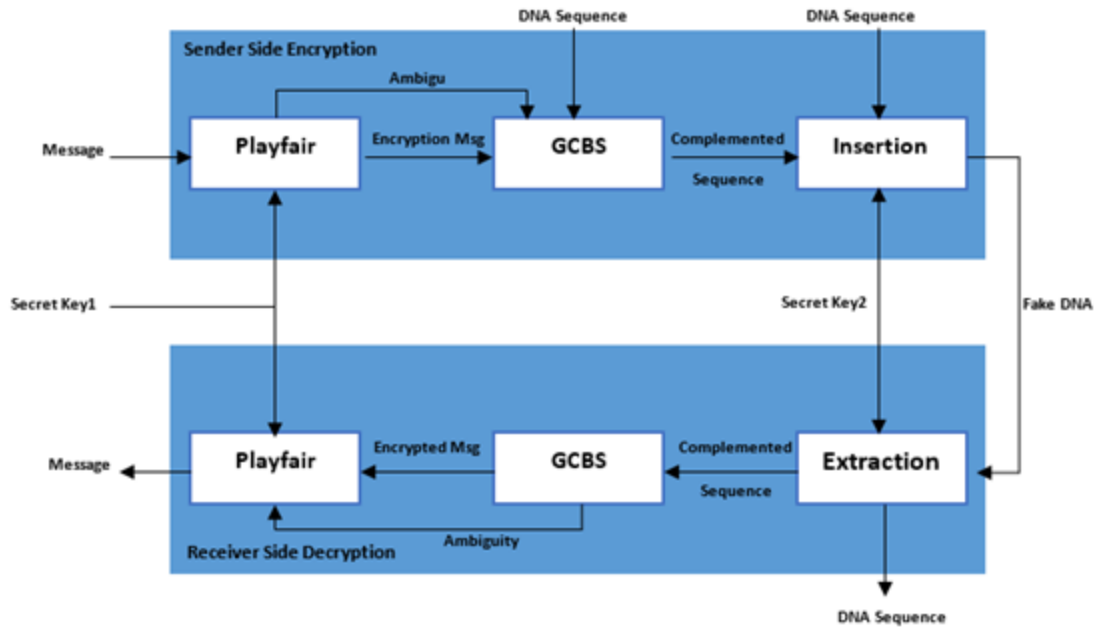 DNA Sequence
DNA Sequence
Sender Side Encryption
Ambigu
Message
Playfair
Encryption Msg
GCBS
Complemented
Sequence
Insertion
Secret Key1
Secret Key2
Fake DNA
Message
Playfair
Encrypted Msg
GCBS
Complemented
Sequence
Extraction
Ambiguity
Receiver Side Decryption
DNA Sequence